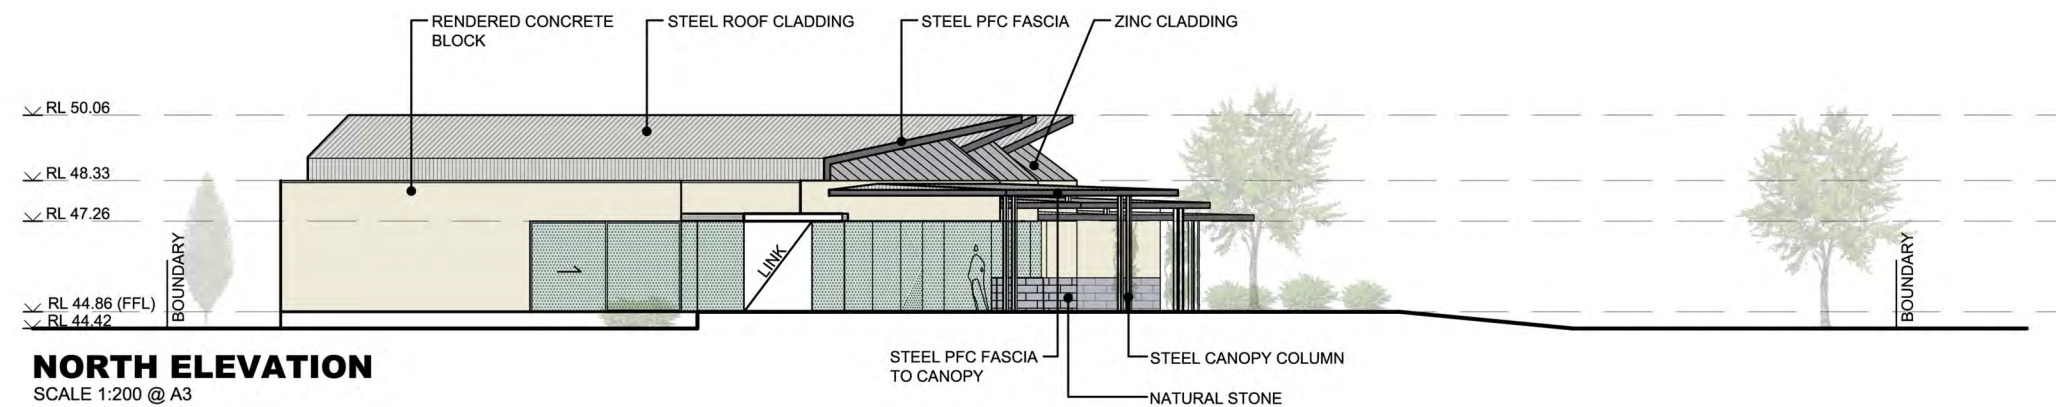 RENDERED CONCRETE
BLOCK
STEEL ROOF CLADDING
STEEL PFC FASCIA
ZINC CLADDING
RL 50.06
RL 48.33
RL 47.26
RL 44.86 (FFL)
RL 44.42
BOUNDARY
LINK
BOUNDARY
STEEL PFC FASCIA
TO CANOPY
STEEL CANOPY COLUMN
NATURAL STONE
NORTH ELEVATION
SCALE 1:200 @ A3